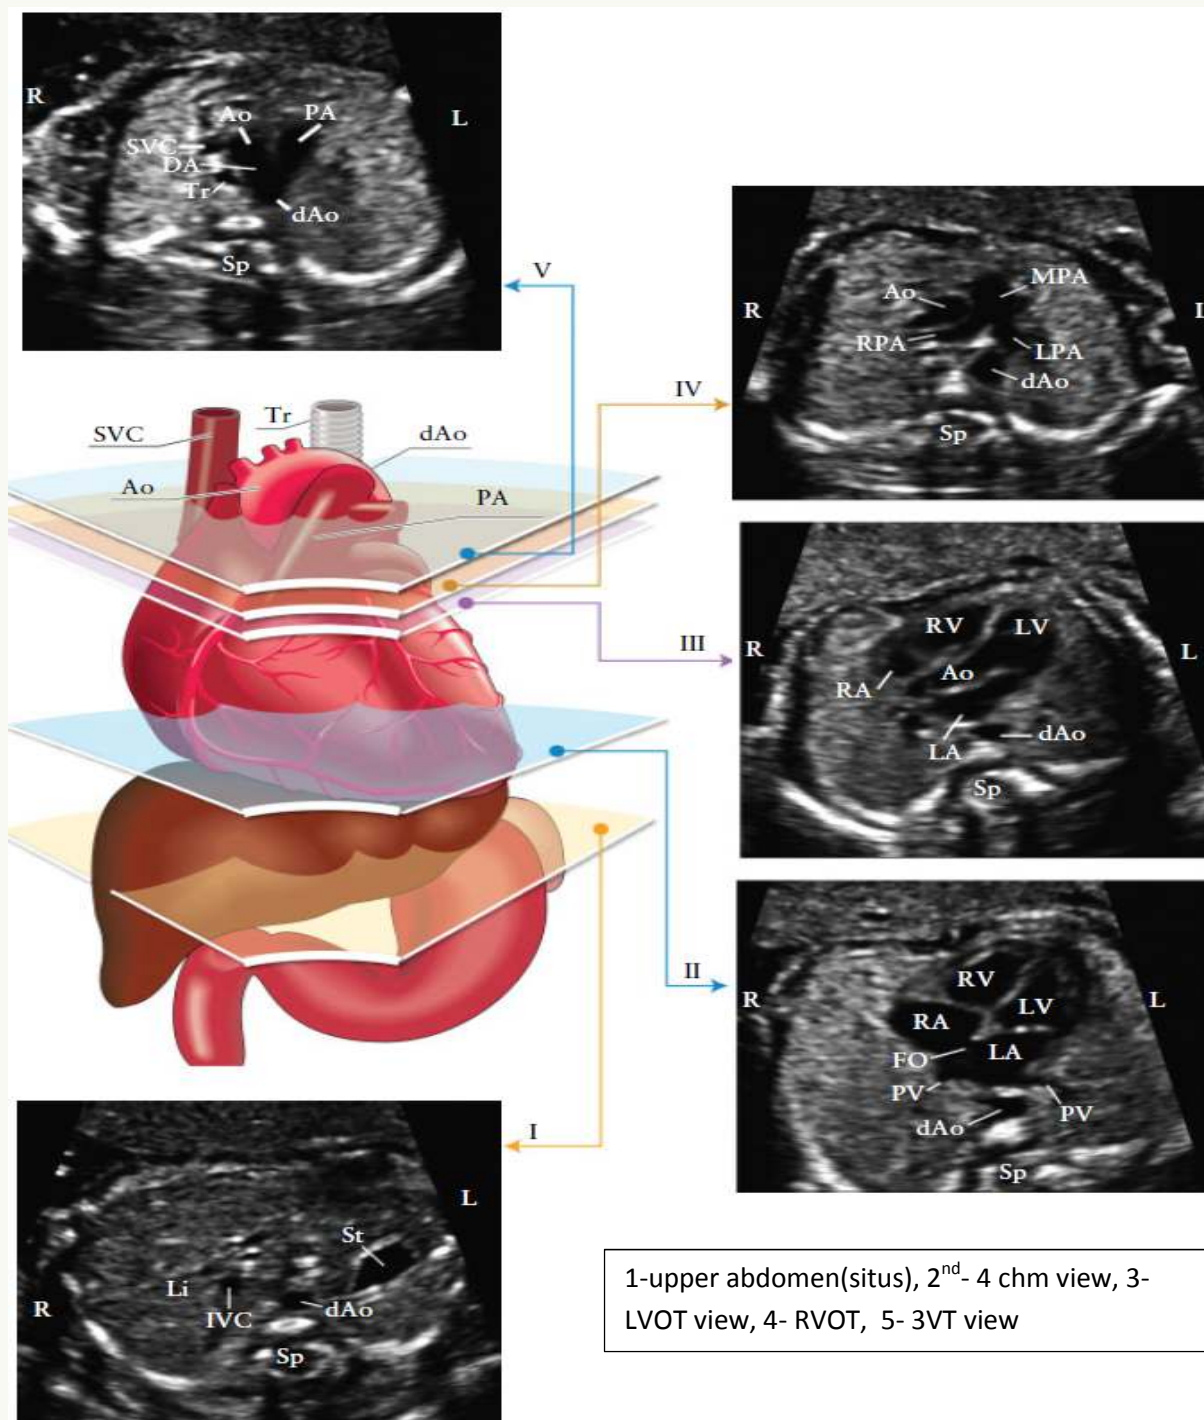 R
Ao
PA
L
SVC
DA
Tr
dAo
Sp
V
R
Ao
MPA
L
RPA
LPA
dAo
Sp
IV
SVC
Tr
dAo
Ao
PA
III
R
RV
LV
L
RA
Ao
LA
dAo
Sp
II
R
RV
LV
L
RA
LA
FO
PV
PV
dAo
Sp
I
L
St
Li
R
IVC
dAo
Sp
1-upper abdomen(situs), 2nd- 4 chm view, 3-
LVOT view, 4- RVOT, 5- 3VT view